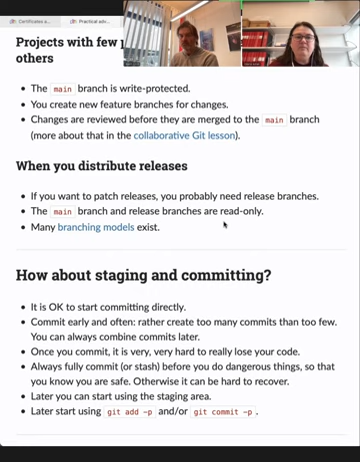 Certificates a
Practical adv
Projects with few
others
The main branch is write-protected.
You create new feature branches for changes.
Changes are reviewed before they are merged to the main branch
(more about that in the collaborative Git lesson).
When you distribute releases
If you want to patch releases, you probably need release branches.
The main branch and release branches are read-only.
Many branching models exist.
How about staging and committing?
It is OK to start committing directly.
Commit early and often: rather create too many commits than too few.
You can always combine commits later.
Once you commit, it is very, very hard to really lose your code.
Always fully commit (or stash) before you do dangerous things, so that
you know you are safe. Otherwise it can be hard to recover.
Later you can start using the staging area.
Later start using git add -p and/or git commit -p.